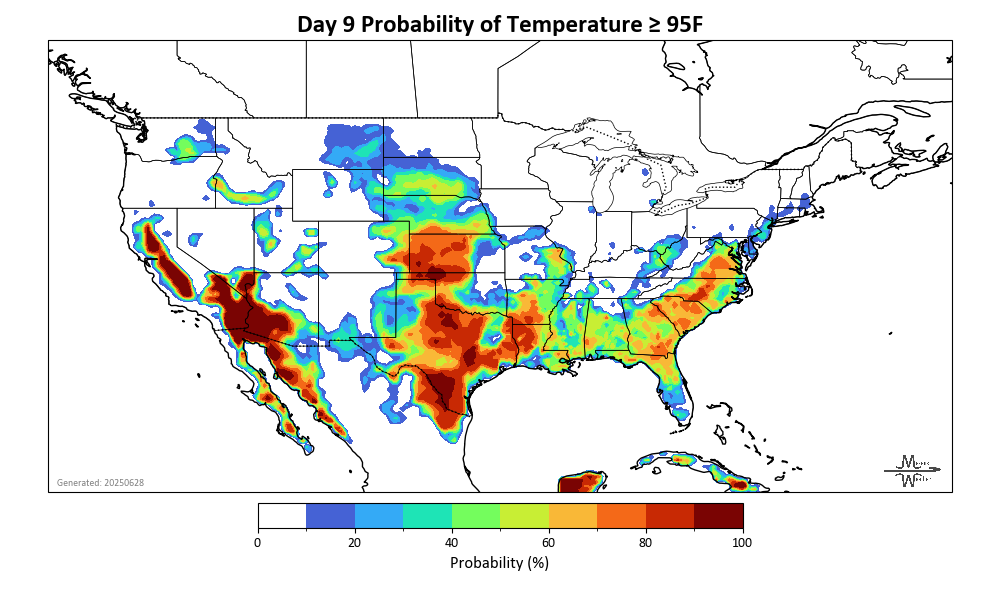 Day 9 Probability of Temperature ≥ 95F
Generated: 20250628
0 20 40 60 80 100
Probability (%)